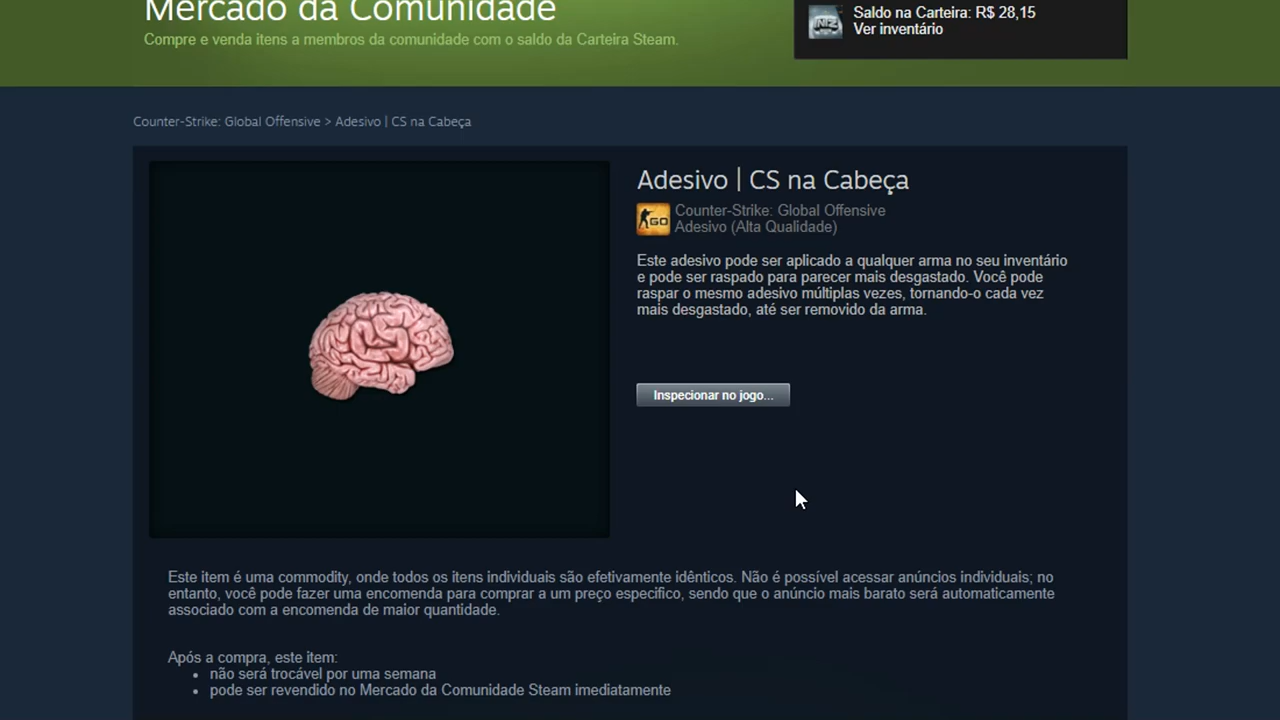 Mercado da Comunidade
Compre e venda itens a membros da comunidade com o saldo da Carteira Steam.
Saldo na Carteira: R$ 28,15
Ver inventário
Counter-Strike: Global Offensive > Adesivo | CS na Cabeça
Adesivo | CS na Cabeça
GO
Counter-Strike: Global Offensive
Adesivo (Alta Qualidade)
Este adesivo pode ser aplicado a qualquer arma no seu inventário
e pode ser raspado para parecer mais desgastado. Você pode
raspar o mesmo adesivo múltiplas vezes, tornando-o cada vez
mais desgastado, até ser removido da arma.
Inspecionar no jogo...
Este item é uma commodity, onde todos os itens individuais são efetivamente idênticos. Não é possível acessar anúncios individuais; no
entanto, você pode fazer uma encomenda para comprar a um preço especifico, sendo que o anúncio mais barato será automaticamente
associado com a encomenda de maior quantidade.
Após a compra, este item:
• não será trocável por uma semana
• pode ser revendido no Mercado da Comunidade Steam imediatamente